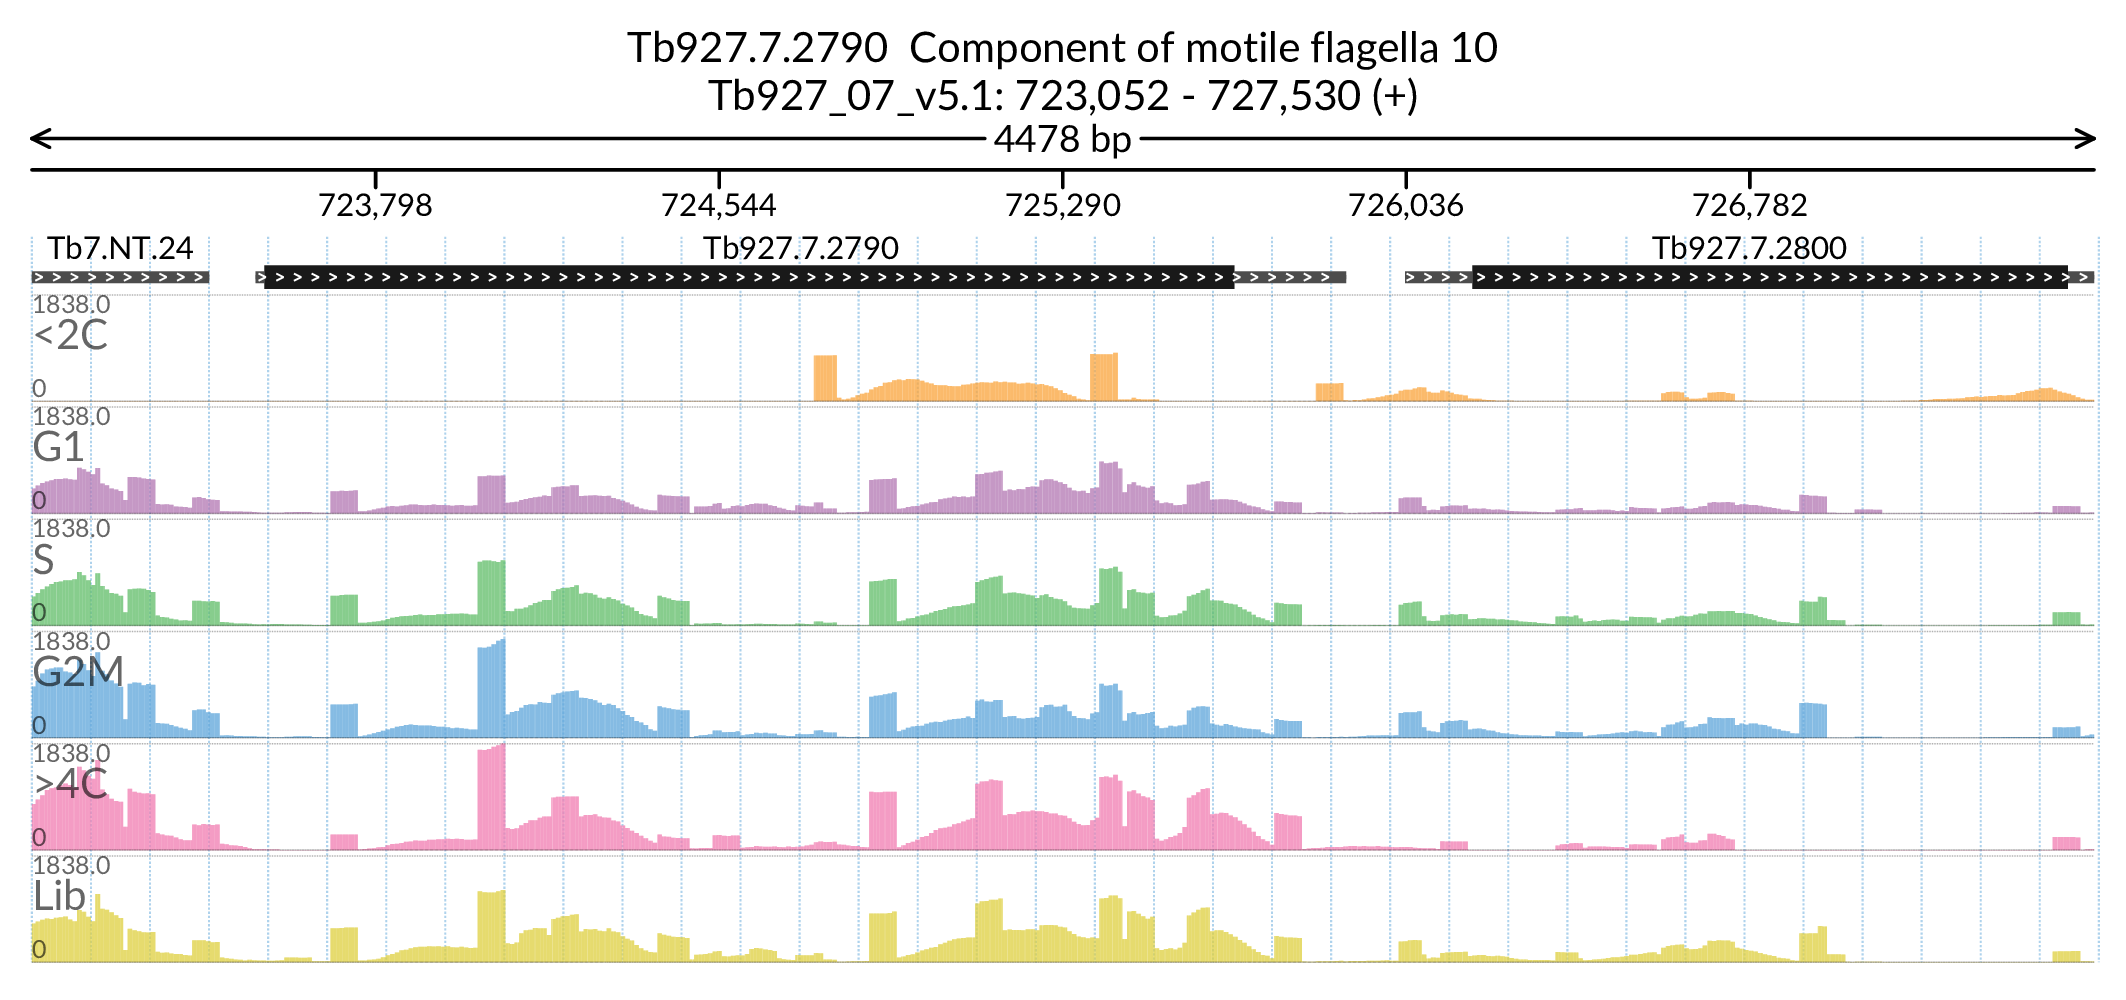 Tb927.7.2790  Component of motile flagella 10
Tb927_07_v5.1: 723,052 - 727,530 (+)
4478 bp
723,798 724,544 725,290 726,036 726,782
Tb7.NT.24 Tb927.7.2790 Tb927.7.2800
1838.0
<2C
0
1838.0
G1
0
1838.0
S
0
1838.0
G2M
0
1838.0
>4C
0
1838.0
Lib
0